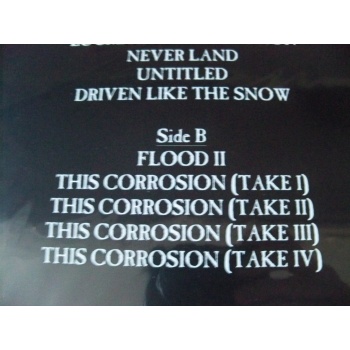 NEVER LAND
UNTITLED
DRIVEN LIKE THE SNOW
Side B
FLOOD II
THIS CORROSION (TAKE I)
THIS CORROSION (TAKE II)
THIS CORROSION (TAKE III)
THIS CORROSION (TAKE IV)